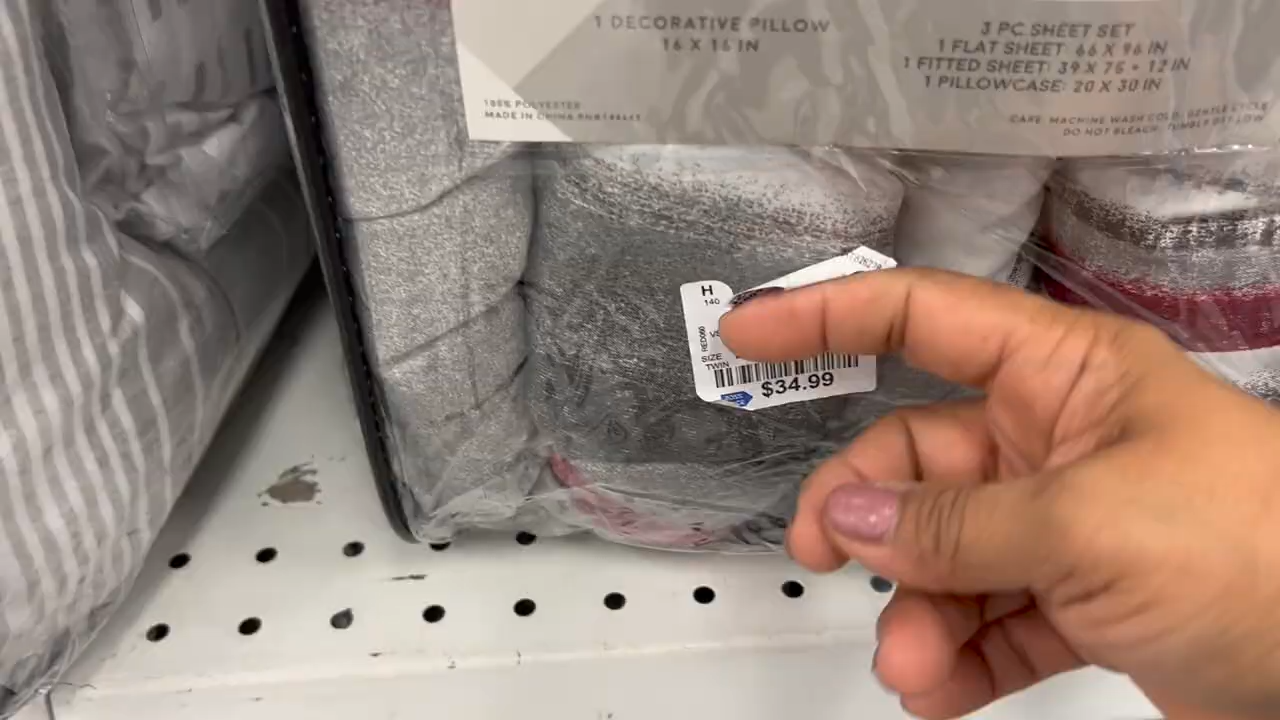 1 DECORATIVE PILLOW
16 X 16 IN
3 PC SHEET SET
1 FLAT SHEET: 66 X 96 IN
1 FITTED SHEET: 39 X 75 + 12 IN
1 PILLOWCASE: 20 X 30 IN
100% POLYESTER
MADE IN CHINA
CARE: MACHINE WASH COLD, GENTLE CYCLE
DO NOT BLEACH, TUMBLE DRY LOW
H
140
SIZE
TWIN
$34.99